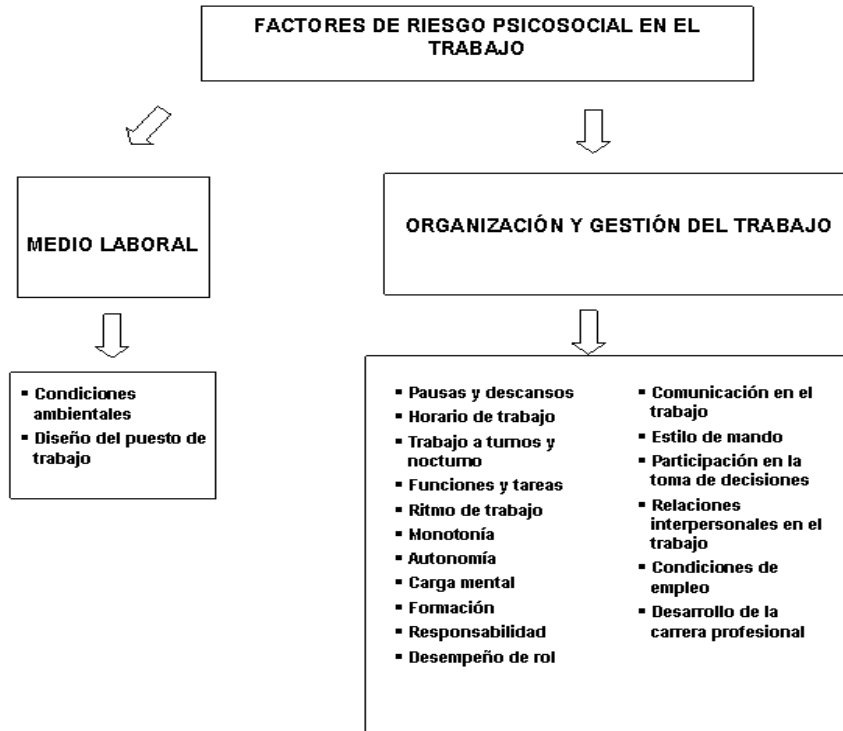 FACTORES DE RIESGO PSICOSOCIAL EN EL
TRABAJO
MEDIO LABORAL
ORGANIZACIÓN Y GESTIÓN DEL TRABAJO
▪ Condiciones
ambientales
▪ Diseño del puesto de
trabajo
▪ Pausas y descansos
▪ Horario de trabajo
▪ Trabajo a turnos y
nocturno
▪ Funciones y tareas
▪ Ritmo de trabajo
▪ Monotonía
▪ Autonomía
▪ Carga mental
▪ Formación
▪ Responsabilidad
▪ Desempeño de rol
▪ Comunicación en el
trabajo
▪ Estilo de mando
▪ Participación en la
toma de decisiones
▪ Relaciones
interpersonales en el
trabajo
▪ Condiciones de
empleo
▪ Desarrollo de la
carrera profesional